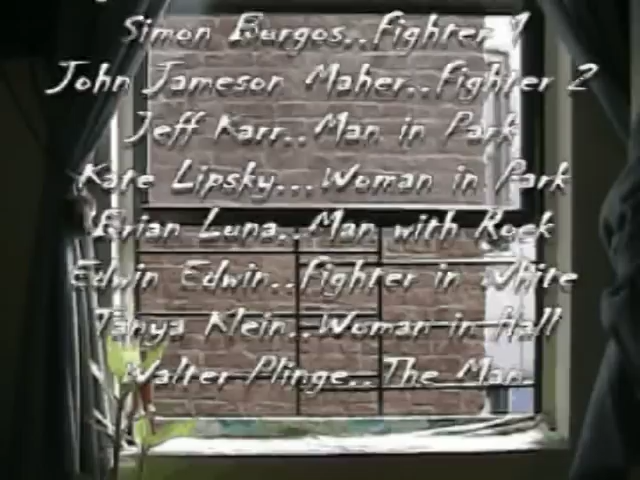 Simon Burgos..Fighter 1
John Jameson Maher..Fighter 2
Jeff Karr..Man in Park
Kate Lipsky...Woman in Park
Brian Luna..Man with Rock
Edwin Edwin..Fighter in White
Tanya Klein..Woman in Hall
Walter Plinge..The Man